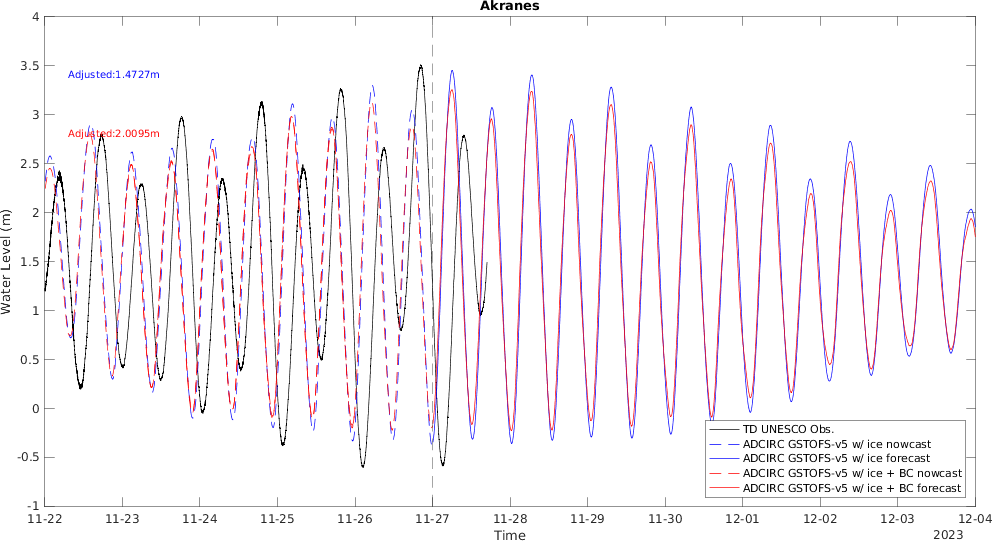 Akranes
4
3.5
3
2.5
2
1.5
1
0.5
0
-0.5
-1
Water Level (m)
Adjusted:1.4727m
Adjusted:2.0095m
TD UNESCO Obs.
ADCIRC GSTOFS-v5 w/ ice nowcast
ADCIRC GSTOFS-v5 w/ ice forecast
ADCIRC GSTOFS-v5 w/ ice + BC nowcast
ADCIRC GSTOFS-v5 w/ ice + BC forecast
11-22 11-23 11-24 11-25 11-26 11-27 11-28 11-29 11-30 12-01 12-02 12-03 12-04
Time
2023